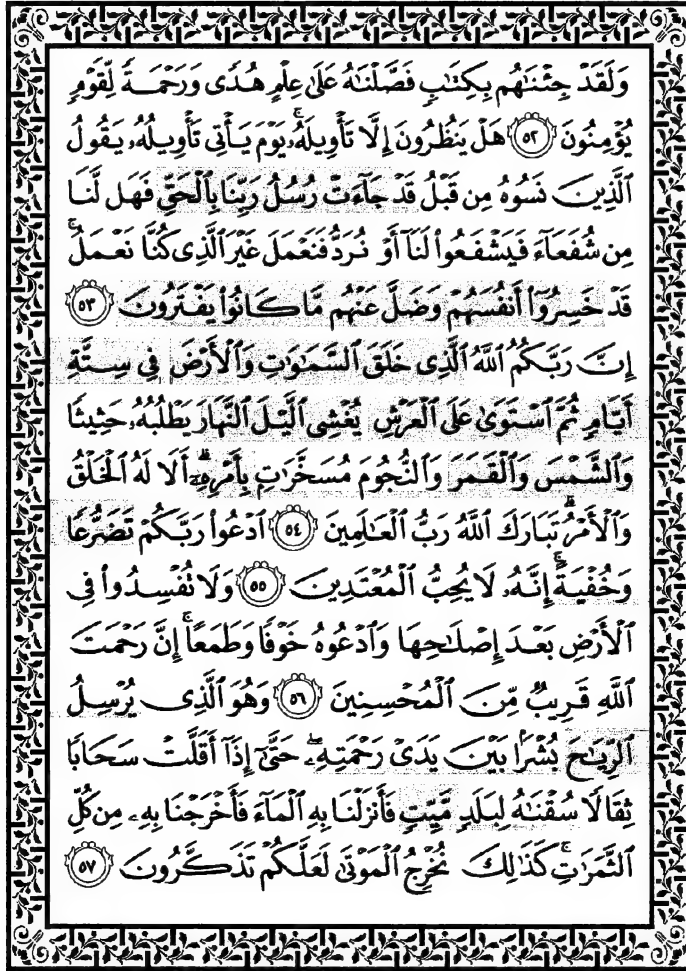 وَلَقَدْ جِئْنَٰهُم بِكِتَٰبٍ فَصَّلْنَٰهُ عَلَىٰ عِلْمٍ هُدًى وَرَحْمَةً لِّقَوْمٍ
يُؤْمِنُونَ ٥٢ هَلْ يَنظُرُونَ إِلَّا تَأْوِيلَهُۥۚ يَوْمَ يَأْتِى تَأْوِيلُهُۥ يَقُولُ
ٱلَّذِينَ نَسُوهُ مِن قَبْلُ قَدْ جَآءَتْ رُسُلُ رَبِّنَا بِٱلْحَقِّ فَهَل لَّنَا
مِن شُفَعَآءَ فَيَشْفَعُوا۟ لَنَآ أَوْ نُرَدُّ فَنَعْمَلَ غَيْرَ ٱلَّذِى كُنَّا نَعْمَلُۚ
قَدْ خَسِرُوٓا۟ أَنفُسَهُمْ وَضَلَّ عَنْهُم مَّا كَانُوا۟ يَفْتَرُونَ ٥٣
إِنَّ رَبَّكُمُ ٱللَّهُ ٱلَّذِى خَلَقَ ٱلسَّمَٰوَٰتِ وَٱلْأَرْضَ فِى سِتَّةِ
أَيَّامٍ ثُمَّ ٱسْتَوَىٰ عَلَى ٱلْعَرْشِ يُغْشِى ٱلَّيْلَ ٱلنَّهَارَ يَطْلُبُهُۥ حَثِيثًا
وَٱلشَّمْسَ وَٱلْقَمَرَ وَٱلنُّجُومَ مُسَخَّرَٰتٍۭ بِأَمْرِهِۦٓۗ أَلَا لَهُ ٱلْخَلْقُ
وَٱلْأَمْرُۗ تَبَارَكَ ٱللَّهُ رَبُّ ٱلْعَٰلَمِينَ ٥٤ ٱدْعُوا۟ رَبَّكُمْ تَضَرُّعًا
وَخُفْيَةًۚ إِنَّهُۥ لَا يُحِبُّ ٱلْمُعْتَدِينَ ٥٥ وَلَا تُفْسِدُوا۟ فِى
ٱلْأَرْضِ بَعْدَ إِصْلَٰحِهَا وَٱدْعُوهُ خَوْفًا وَطَمَعًاۚ إِنَّ رَحْمَتَ
ٱللَّهِ قَرِيبٌ مِّنَ ٱلْمُحْسِنِينَ ٥٦ وَهُوَ ٱلَّذِى يُرْسِلُ
ٱلرِّيَٰحَ بُشْرًۢا بَيْنَ يَدَىْ رَحْمَتِهِۦۖ حَتَّىٰٓ إِذَآ أَقَلَّتْ سَحَابًا
ثِقَالًا سُقْنَٰهُ لِبَلَدٍ مَّيِّتٍ فَأَنزَلْنَا بِهِ ٱلْمَآءَ فَأَخْرَجْنَا بِهِۦ مِن كُلِّ
ٱلثَّمَرَٰتِۚ كَذَٰلِكَ نُخْرِجُ ٱلْمَوْتَىٰ لَعَلَّكُمْ تَذَكَّرُونَ ٥٧